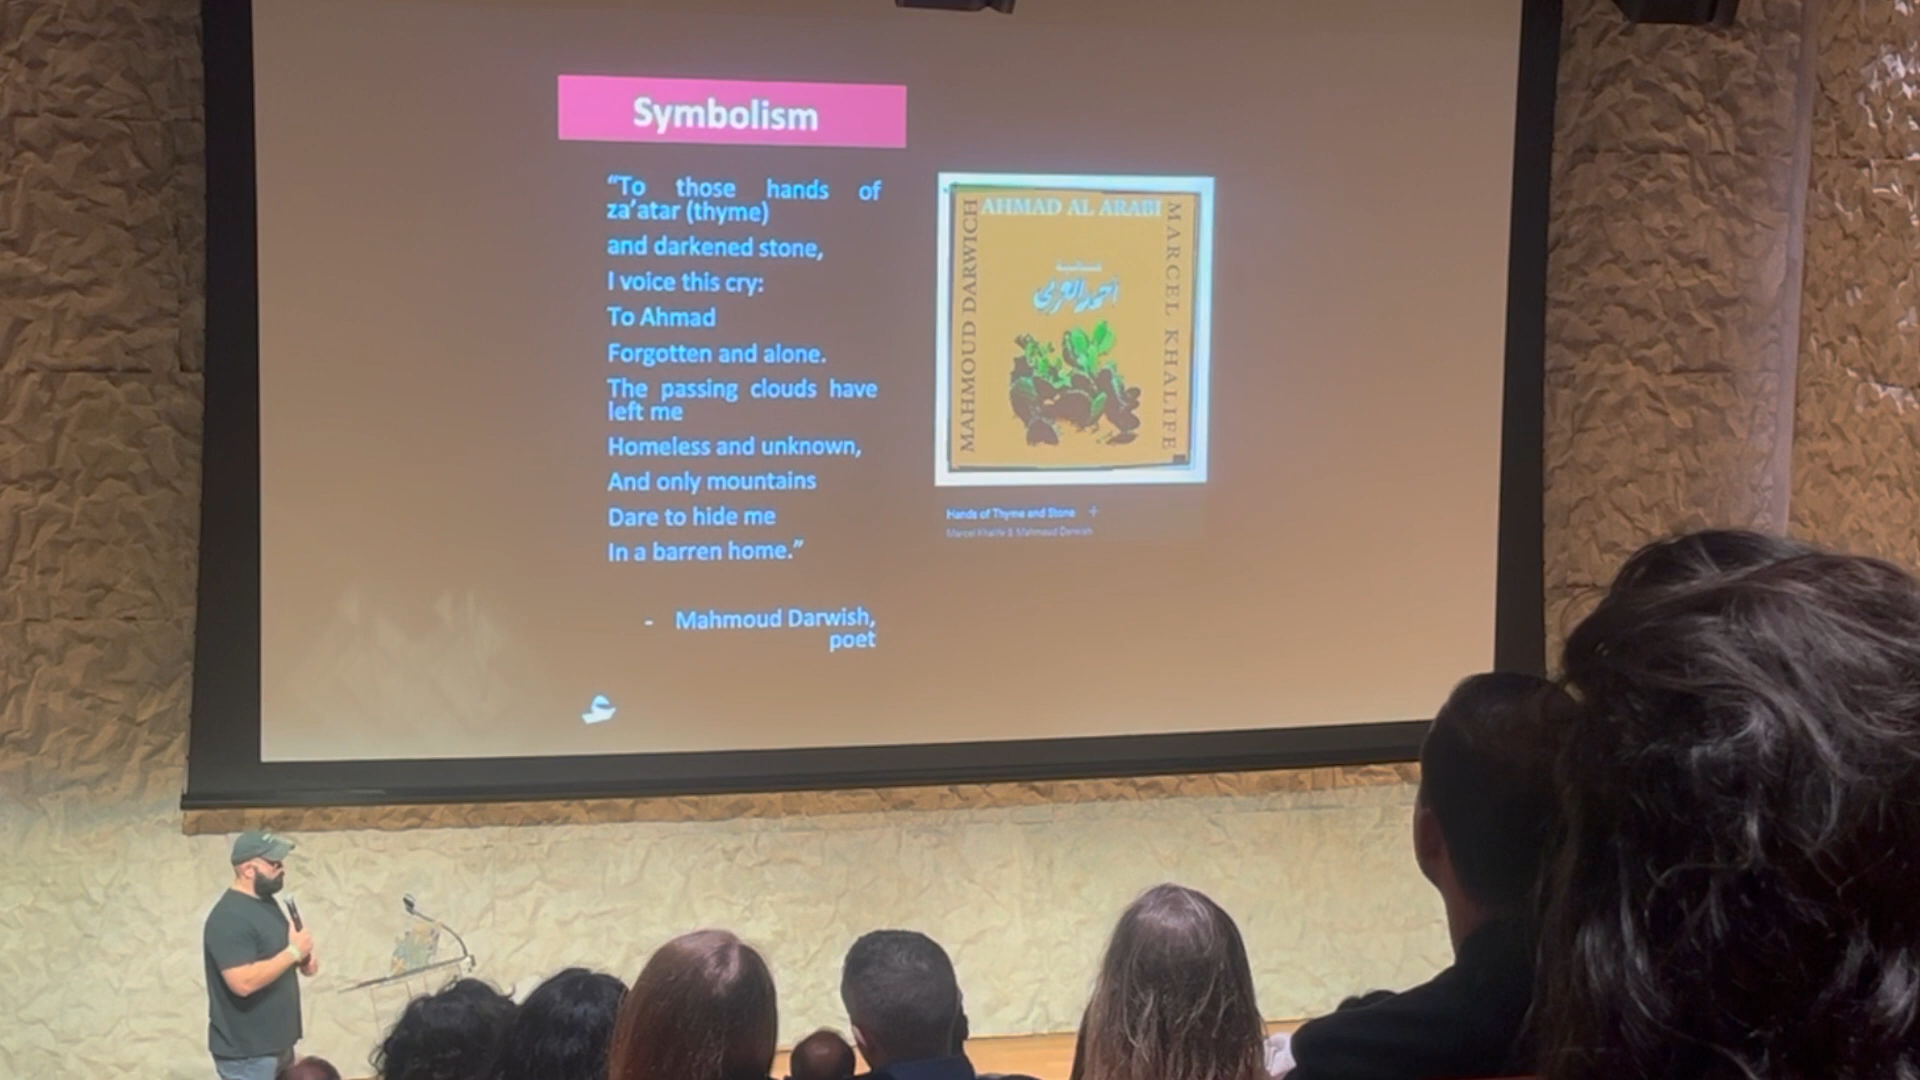 Symbolism
“To those hands of
za’atar (thyme)
and darkened stone,
I voice this cry:
To Ahmad
Forgotten and alone.
The passing clouds have
left me
Homeless and unknown,
And only mountains
Dare to hide me
In a barren home.”
- Mahmoud Darwish,
poet
AHMAD AL ARABI
MAHMOUD DARWICH
MARCEL KHALIFE
أحمد العربي
Hands of Thyme and Stone +
Marcel Khalife & Mahmoud Darwish